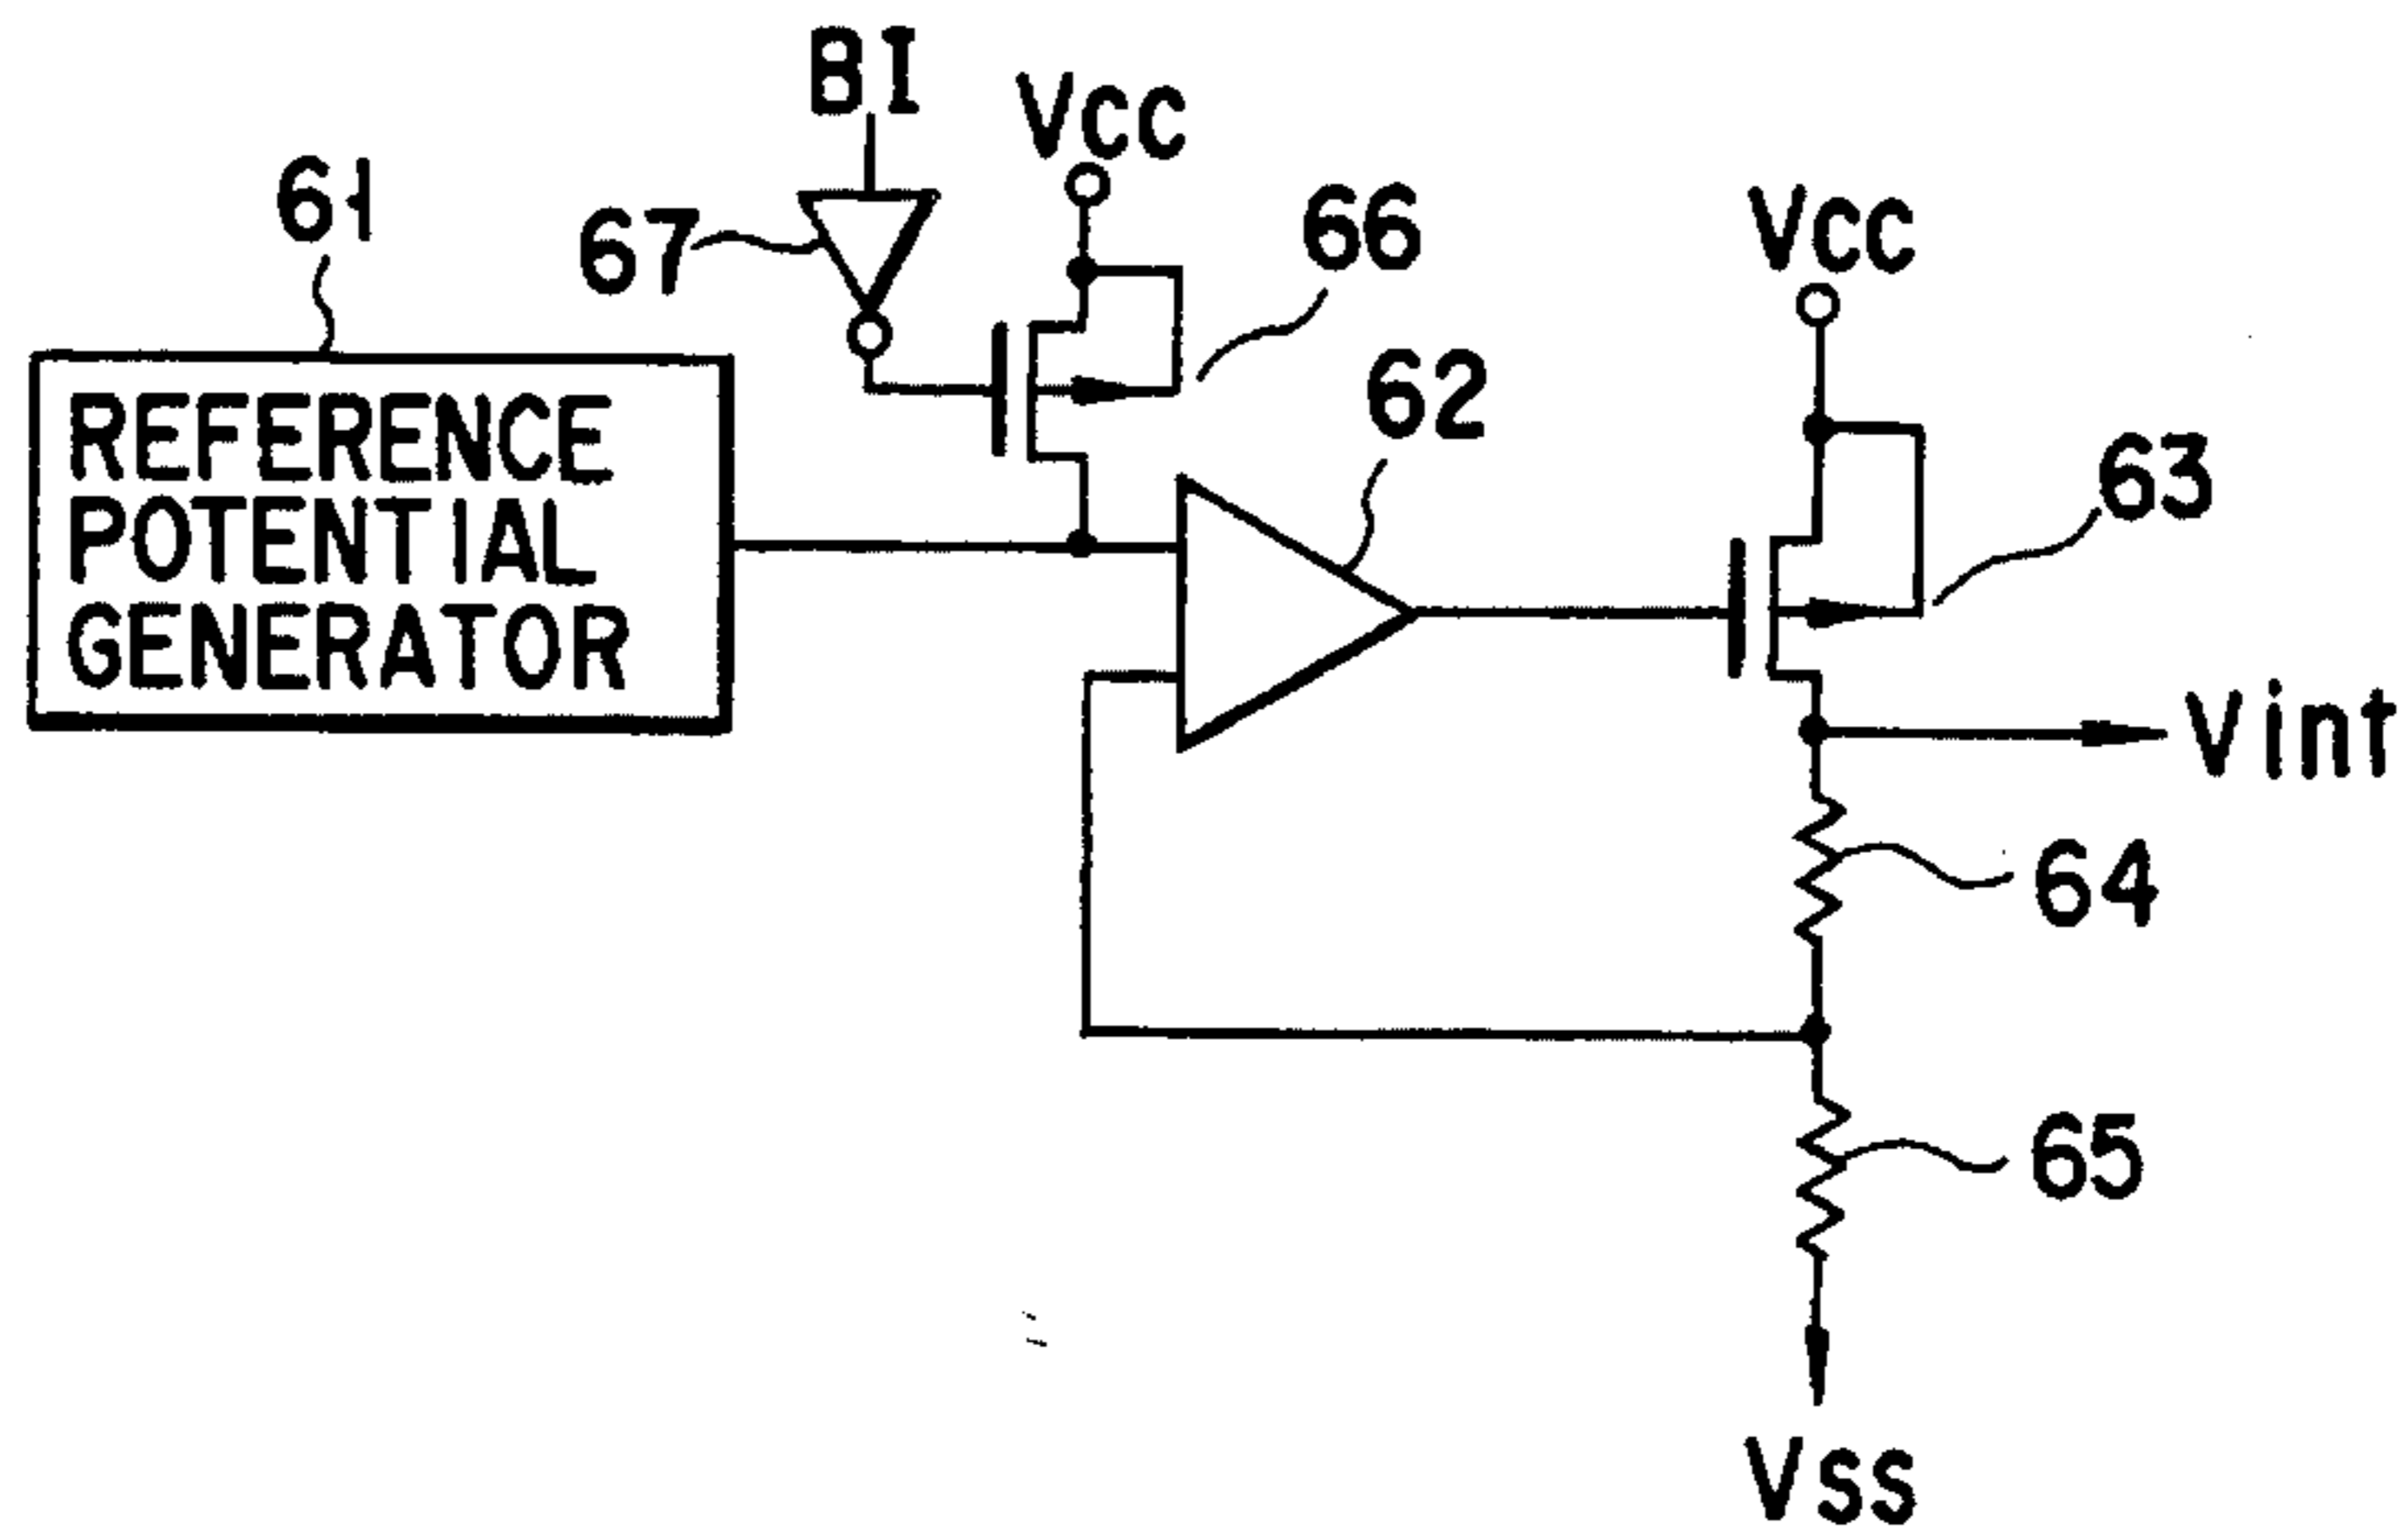 BI
Vcc
61
67
66
Vcc
62
63
REFERENCE
POTENTIAL
GENERATOR
Vint
64
65
Vss